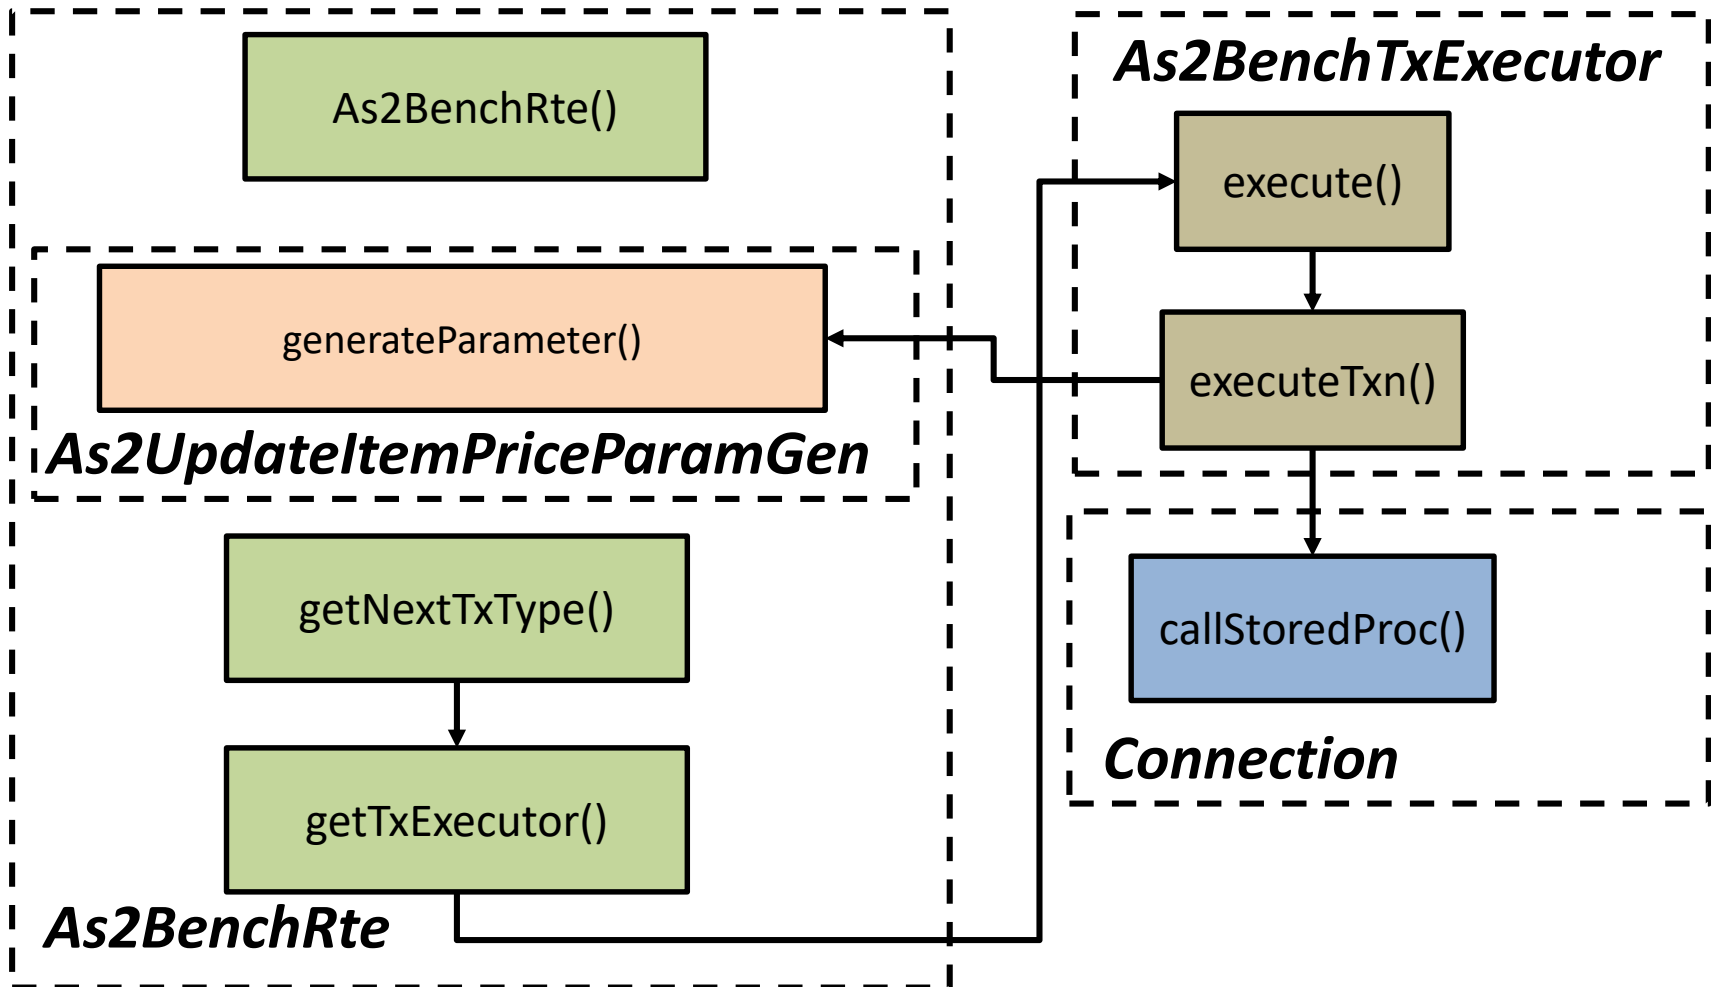 As2BenchRte()
generateParameter()
As2UpdateItemPriceParamGen
getNextTxType()
getTxExecutor()
As2BenchRte
As2BenchTxExecutor
execute()
executeTxn()
callStoredProc()
Connection